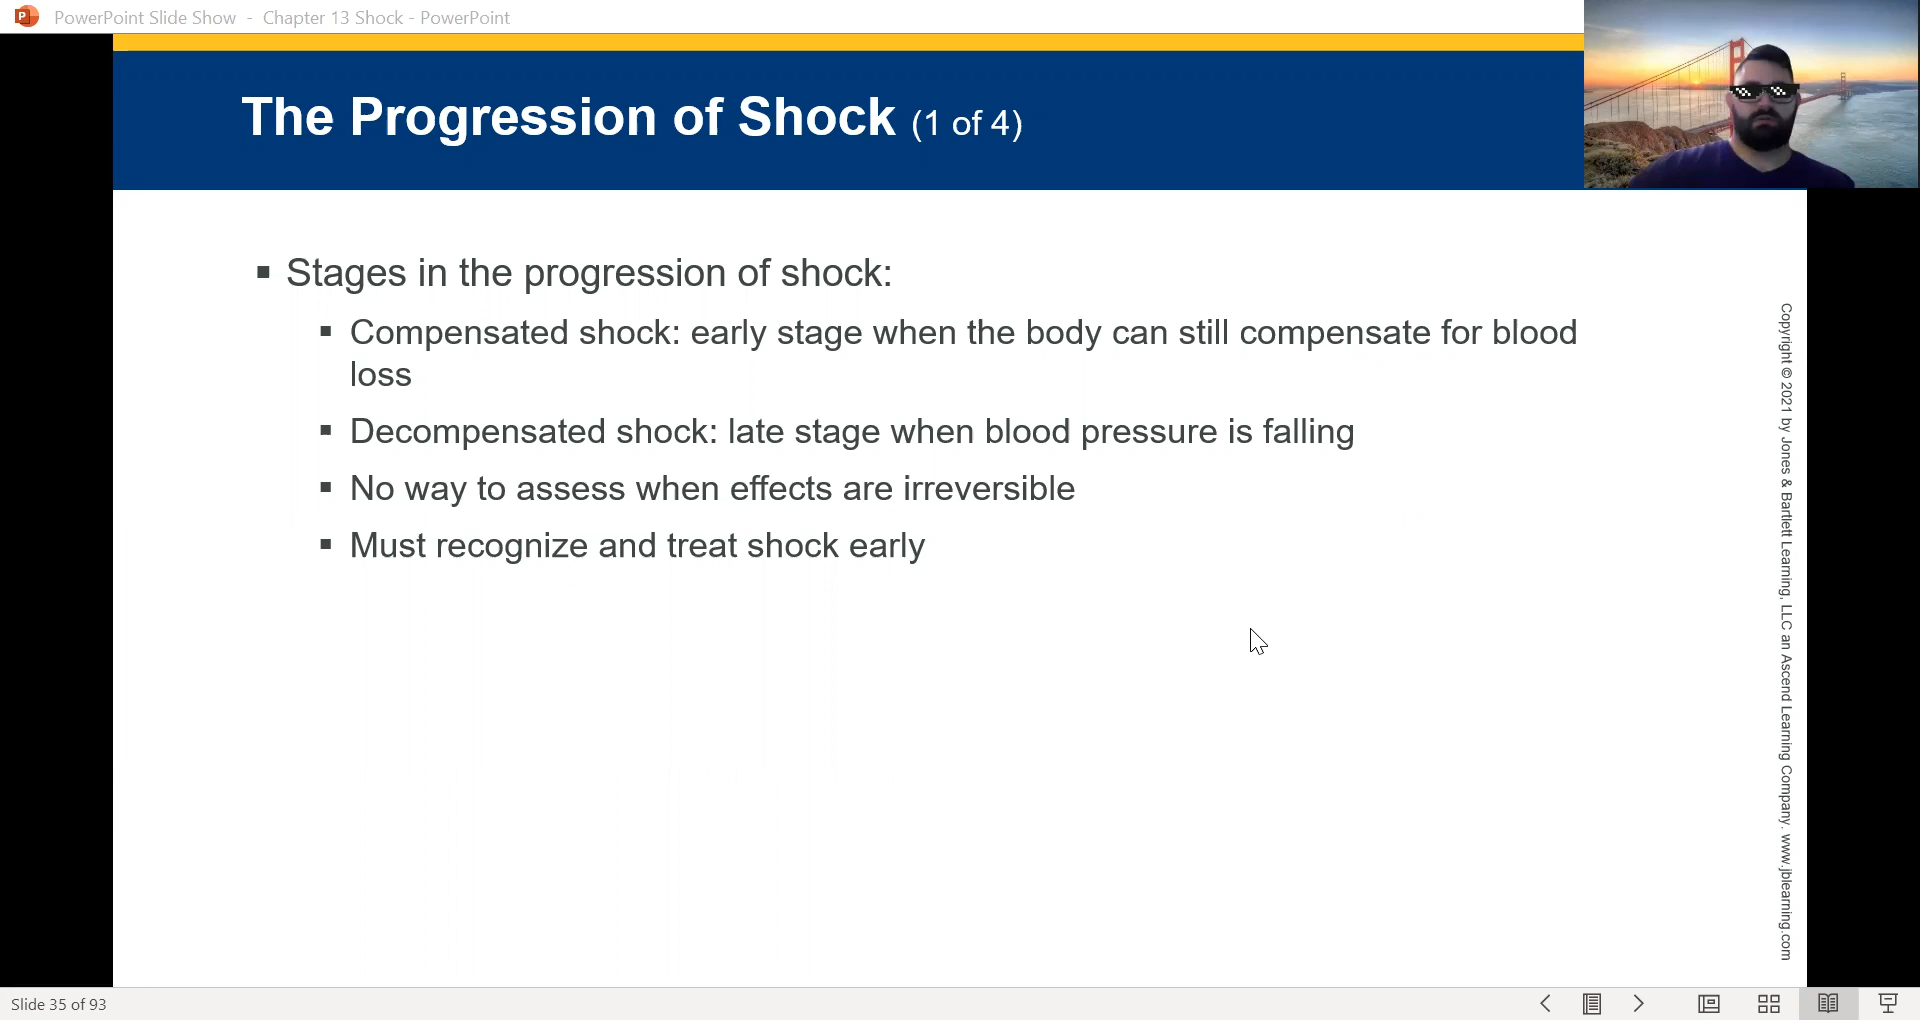 PowerPoint Slide Show - Chapter 13 Shock - PowerPoint
The Progression of Shock (1 of 4)
▪ Stages in the progression of shock:
▪ Compensated shock: early stage when the body can still compensate for blood
loss
▪ Decompensated shock: late stage when blood pressure is falling
▪ No way to assess when effects are irreversible
▪ Must recognize and treat shock early
Copyright © 2021 by Jones & Bartlett Learning, LLC an Ascend Learning Company. www.jblearning.com
Slide 35 of 93